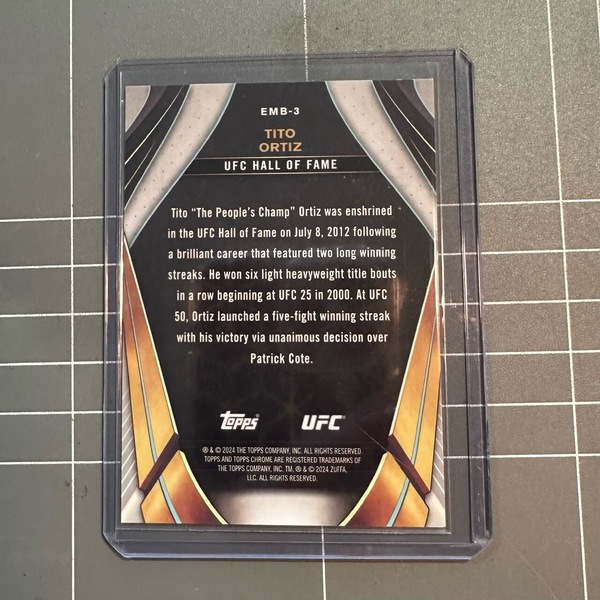 EMB-3
TITO
ORTIZ
UFC HALL OF FAME
Tito "The People's Champ" Ortiz was enshrined
in the UFC Hall of Fame on July 8, 2012 following
a brilliant career that featured two long winning
streaks. He won six light heavyweight title bouts
in a row beginning at UFC 25 in 2000. At UFC
50, Ortiz launched a five-fight winning streak
with his victory via unanimous decision over
Patrick Cote.
Topps UFC
® & © 2024 THE TOPPS COMPANY, INC. ALL RIGHTS RESERVED.
TOPPS AND TOPPS CHROME ARE REGISTERED TRADEMARKS OF
THE TOPPS COMPANY, INC. TM, ® & © 2024 ZUFFA,
LLC. ALL RIGHTS RESERVED.